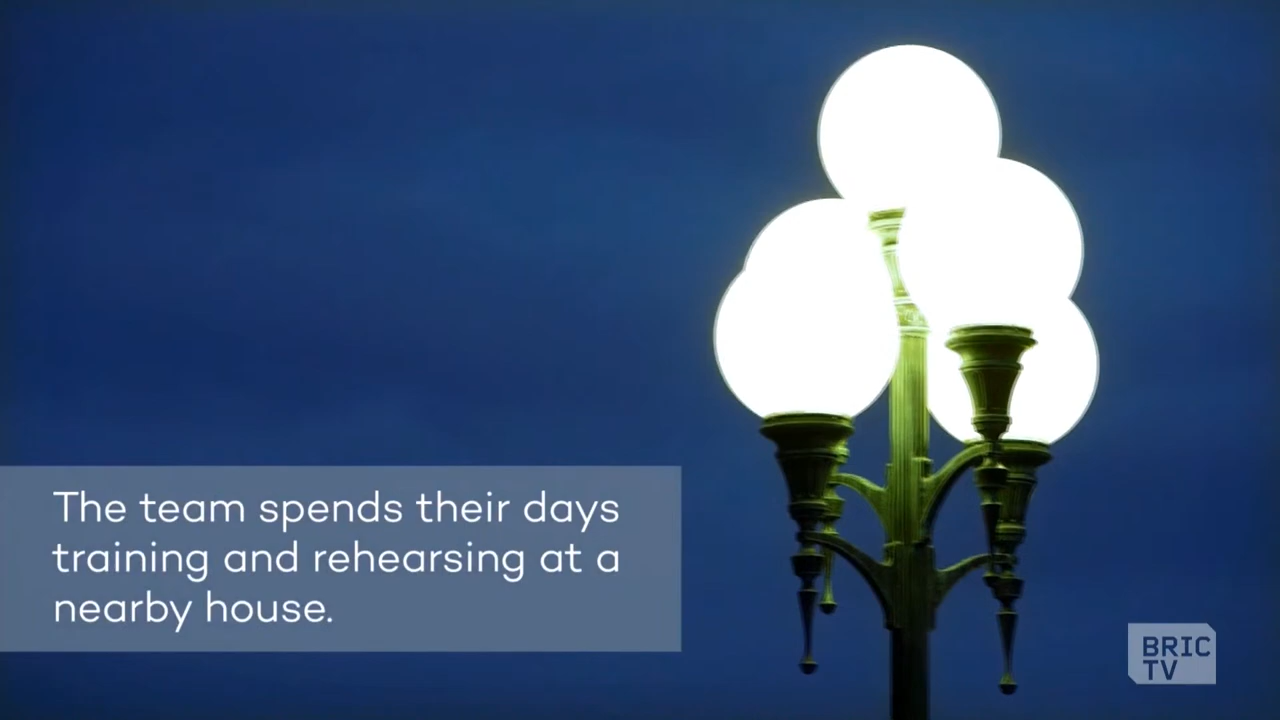 The team spends their days
training and rehearsing at a
nearby house.
BRIC
TV